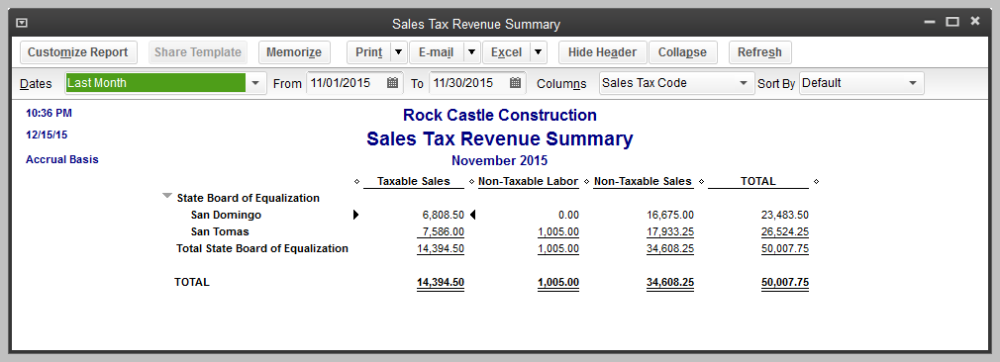 Sales Tax Revenue Summary
Customize Report Share Template Memorize Print E-mail Excel Hide Header Collapse Refresh
Dates Last Month From 11/01/2015 To 11/30/2015 Columns Sales Tax Code Sort By Default
10:36 PM Rock Castle Construction
12/15/15 Sales Tax Revenue Summary
Accrual Basis November 2015
Taxable Sales Non-Taxable Labor Non-Taxable Sales TOTAL
State Board of Equalization
San Domingo 6,808.50 0.00 16,675.00 23,483.50
San Tomas 7,586.00 1,005.00 17,933.25 26,524.25
Total State Board of Equalization 14,394.50 1,005.00 34,608.25 50,007.75
TOTAL 14,394.50 1,005.00 34,608.25 50,007.75